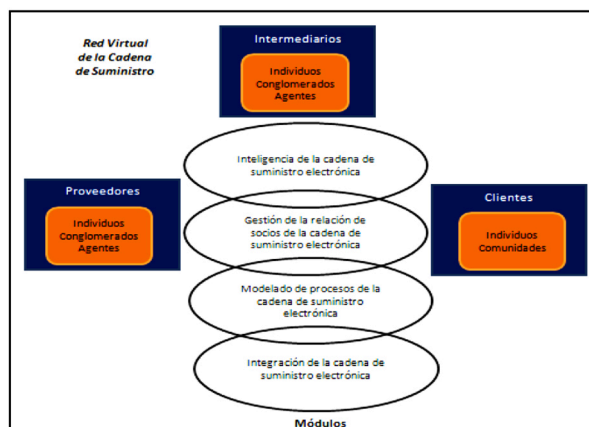 Red Virtual
de la Cadena
de Suministro
Intermediarios
Individuos
Conglomerados
Agentes
Inteligencia de la cadena de
suministro electrónica
Proveedores
Individuos
Conglomerados
Agentes
Gestión de la relación de
socios de la cadena de
suministro electrónica
Clientes
Individuos
Comunidades
Modelado de procesos de la
cadena de suministro
electrónica
Integración de la cadena de
suministro electrónica
Módulos